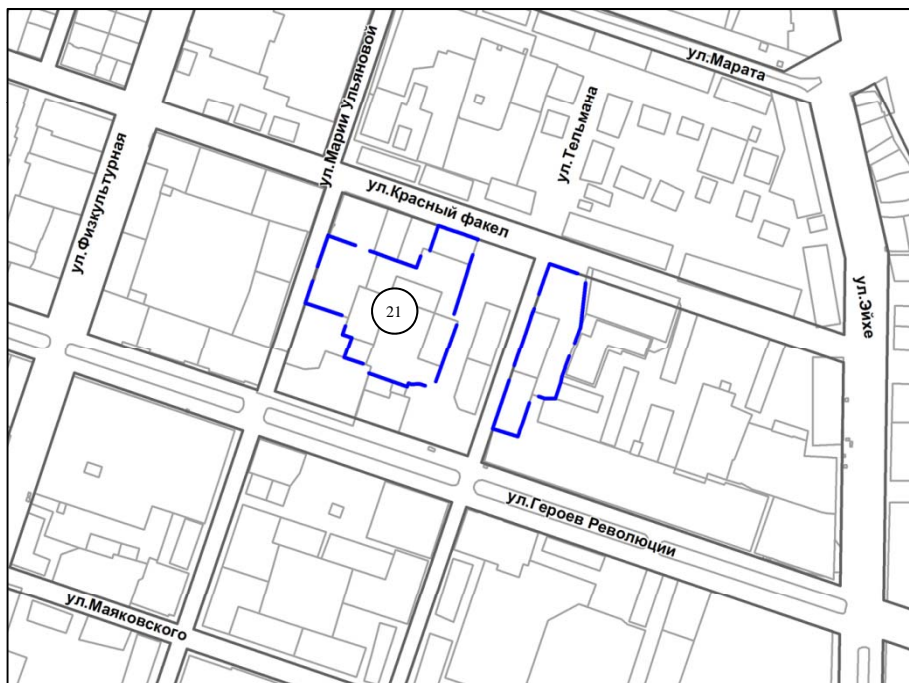 ул.Марата
ул.Марии Ульяновой
ул.Тельмана
ул.Физкультурная
ул.Красный факел
ул.Эйхе
21
ул.Героев Революции
ул.Маяковского